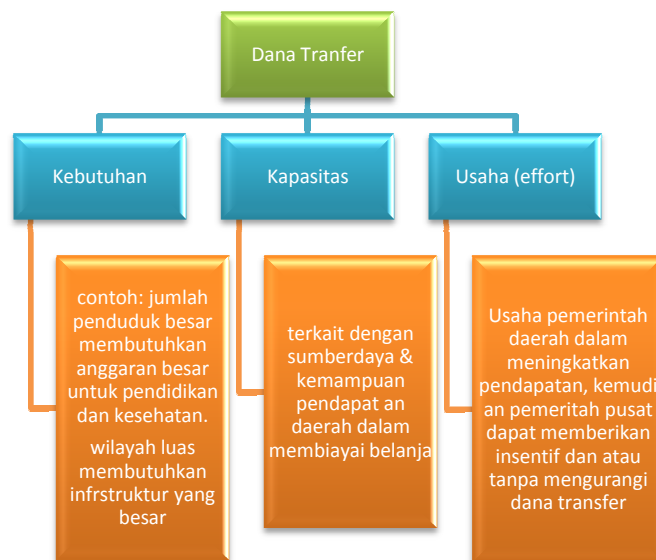 Dana Tranfer
Kebutuhan
Kapasitas
Usaha (effort)
contoh: jumlah
penduduk besar
membutuhkan
anggaran besar
untuk pendidikan
dan kesehatan.
wilayah luas
membutuhkan
infrstruktur yang
besar
terkait dengan
sumberdaya &
kemampuan
pendapat an
daerah dalam
membiayai belanja
Usaha pemerintah
daerah dalam
meningkatkan
pendapatan, kemudi
an pemeritah pusat
dapat memberikan
insentif dan atau
tanpa mengurangi
dana transfer